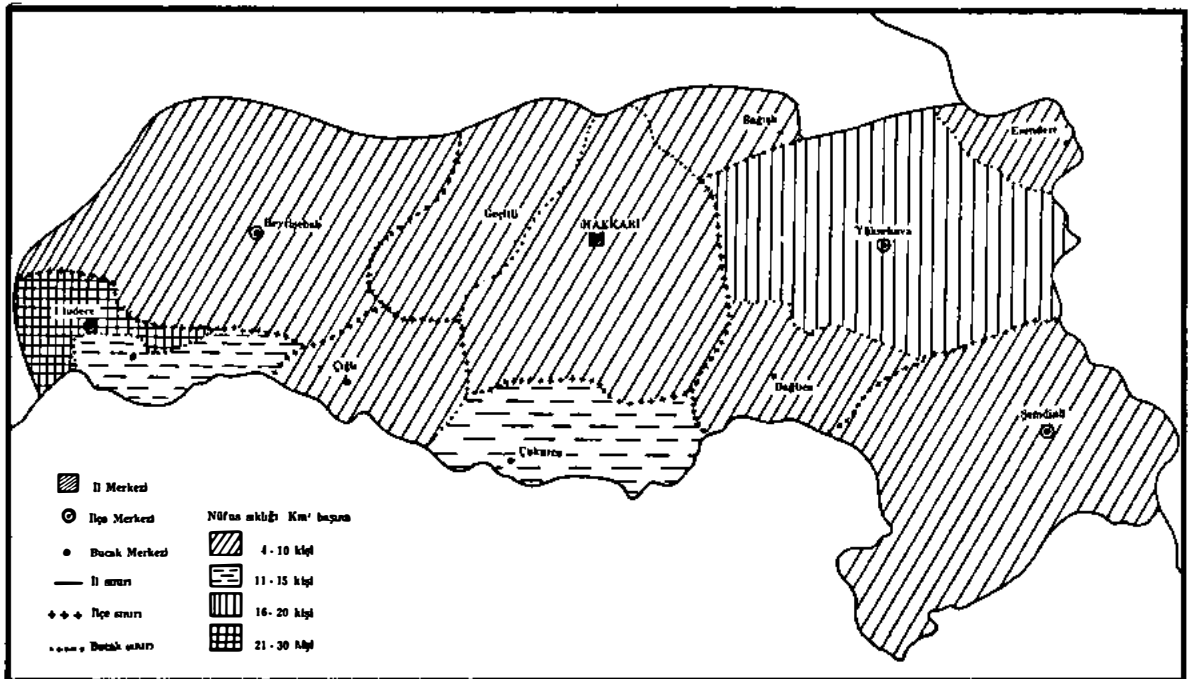 Bağışlı
Esendere
Beytüşebab
Geçitli
HAKKARİ
Yüksekova
Uludere
Çığlı
Dağlıca
Şemdinli
Çukurca
İl Merkezi
İlçe Merkezi
Bucak Merkezi
İl sınırı
İlçe sınırı
Bucak sınırı
Nüfus sıklığı Km² başına
4 - 10 kişi
11 - 15 kişi
16 - 20 kişi
21 - 30 kişi